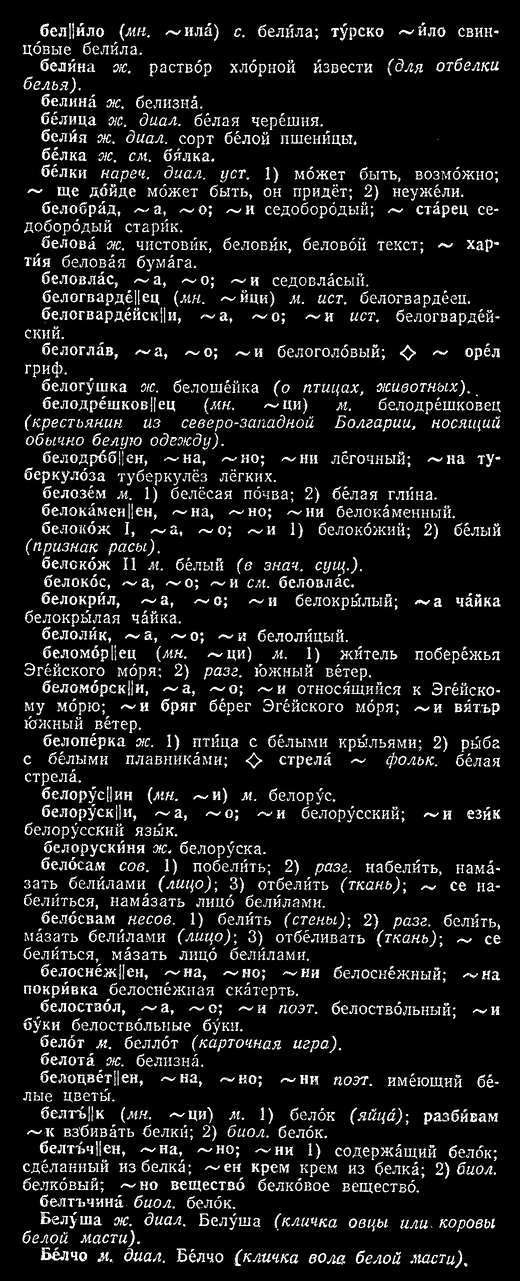 бел||и́ло (мн. ~ила́) с. бели́ла; ту́рско ~и́ло свин-
цо́вые бели́ла.
бели́на ж. раство́р хло́рной и́звести (для отбелки
белья).
белина́ ж. белизна́.
бе́лица ж. диал. бе́лая чере́шня.
бели́я ж. диал. сорт бе́лой пшени́цы.
бе́лка ж. см. бя́лка.
бе́лки нареч. диал. уст. 1) мо́жет быть, возмо́жно;
~ ще до́йде мо́жет быть, он придёт; 2) неуже́ли.
белобра́д, ~а, ~о; ~и седоборо́дый; ~ ста́рец се-
доборо́дый стари́к.
белова́ ж. чистови́к, белови́к, белово́й текст; ~ хар-
ти́я белова́я бума́га.
белоvла́с, ~а, ~о; ~и седовла́сый.
белогварде́||ец (мн. ~йци) м. ист. белогварде́ец.
белогварде́йск||и, ~а, ~о; ~и ист. белогварде́й-
ский.
белогла́в, ~а, ~о; ~и белоголо́вый; ◇ ~ оре́л
гриф.
белогу́шка ж. белоше́йка (о птицах, животных).
белодре́шков||ец (мн. ~ци) м. белодре́шковец
(крестьянин из северо-западной Болгарии, носящий
обычно белую одежду).
белодро́б||ен, ~на, ~но; ~ни лёгочный; ~на ту-
беркуло́за туберкулёз лёгких.
белозе́м м. 1) белёсая по́чва; 2) бе́лая гли́на.
белока́мен||ен, ~на, ~но; ~ни белока́менный.
белоко́ж I, ~а, ~о; ~и 1) белоко́жий; 2) бе́лый
(признак расы).
белоко́ж II м. бе́лый (в знач. сущ.).
белоко́с, ~а, ~о; ~и см. белоvла́с.
белокри́л, ~а, ~о; ~и белокры́лый; ~а ча́йка
белокры́лая ча́йка.
белоли́к, ~а, ~о; ~и белоли́цый.
беломо́р||ец (мн. ~ци) м. 1) жи́тель побере́жья
Эге́йского мо́ря; 2) разг. ю́жный ве́тер.
беломо́рск||и, ~а, ~о; ~и относя́щийся к Эге́йско-
му мо́рю; ~и бряг бе́рег Эге́йского мо́ря; ~и вя́тър
ю́жный ве́тер.
белопе́рка ж. 1) пти́ца с бе́лыми кры́льями; 2) ры́ба
с бе́лыми плавника́ми; ◇ стрела́ ~ фольк. бе́лая
стрела́.
белору́с||ин (мн. ~и) м. белору́с.
белору́ск||и, ~а, ~о; ~и белору́сский; ~и ези́к
белору́сский язы́к.
белоруски́ня ж. белору́ска.
бело́сам сов. 1) побели́ть; 2) разг. набели́ть, нама́-
зать бели́лами (лицо); 3) отбели́ть (ткань); ~ се на-
бели́ться, нама́зать лицо́ бели́лами.
бело́свам несов. 1) бели́ть (стены); 2) разг. бели́ть,
ма́зать бели́лами (лицо); 3) отбе́ливать (ткань); ~ се
бели́ться, ма́зать лицо́ бели́лами.
белосне́ж||ен, ~на, ~но; ~ни белосне́жный; ~на
покри́вка белосне́жная ска́терть.
белоство́л, ~а, ~о; ~и поэт. белоство́льный; ~и
бу́ки белоство́льные бу́ки.
бело́т м. белло́т (карточная игра).
белота́ ж. белизна́.
белоцве́т||ен, ~на, ~но; ~ни поэт. име́ющий бе́-
лые цветы́.
белтъ́||к (мн. ~ци) м. 1) бело́к (яйца́); разби́вам
~к взбива́ть белки́; 2) биол. бело́к.
белтъ́ч||ен, ~на, ~но; ~ни 1) содержа́щий бело́к;
сде́ланный из белка́; ~ен крем крем из белка́; 2) биол.
белко́вый; ~но вещество́ белко́вое вещество́.
белтъчина́ биол. бело́к.
Белу́ша ж. диал. Белу́ша (кличка овцы или коровы
белой масти).
Бе́лчо м. диал. Бе́лчо (кличка вола белой масти).